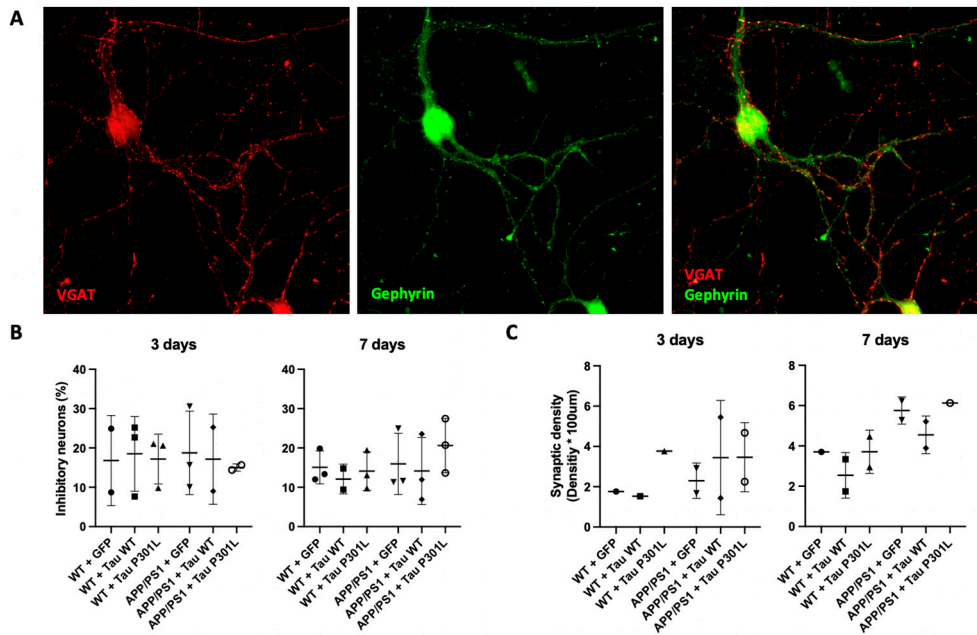 A
VGAT
Gephyrin
VGAT
Gephyrin
B
3 days
7 days
Inhibitory neurons (%)
40
30
20
10
0
WT + GFP
WT + Tau WT
WT + Tau P301L
APP/PS1 + GFP
APP/PS1 + Tau WT
APP/PS1 + Tau P301L
40
30
20
10
0
WT + GFP
WT + Tau WT
WT + Tau P301L
APP/PS1 + GFP
APP/PS1 + Tau WT
APP/PS1 + Tau P301L
C
3 days
7 days
Synaptic density
(Densitiy * 100um)
8
6
4
2
0
WT + GFP
WT + Tau WT
WT + Tau P301L
APP/PS1 + GFP
APP/PS1 + Tau WT
APP/PS1 + Tau P301L
8
6
4
2
0
WT + GFP
WT + Tau WT
WT + Tau P301L
APP/PS1 + GFP
APP/PS1 + Tau WT
APP/PS1 + Tau P301L